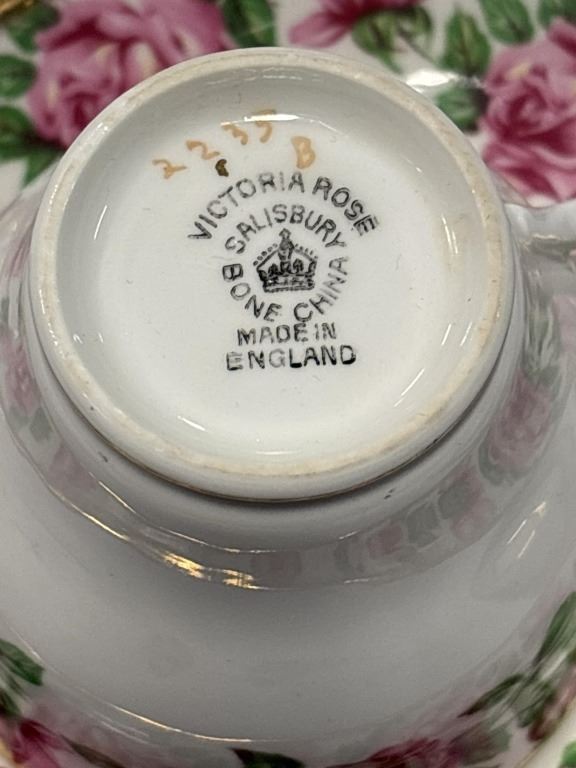 2235
B
VICTORIA ROSE
SALISBURY
BONE CHINA
MADE IN
ENGLAND